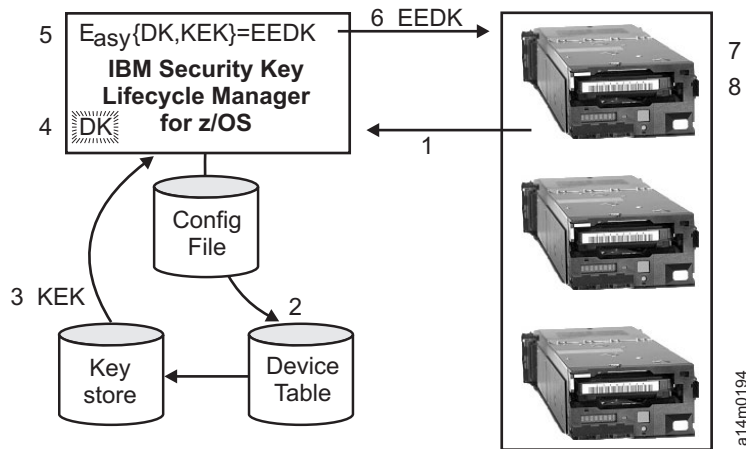 5 Easy{DK,KEK}=EEDK
IBM Security Key
Lifecycle Manager
for z/OS
4 DK
6 EEDK
7
8
1
Config
File
3 KEK
2
Key
store
Device
Table
a14m0194